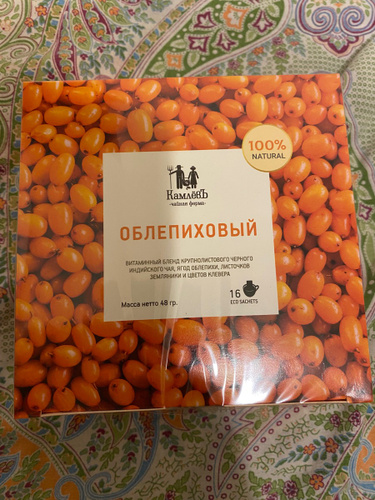 100%
NATURAL
КАМЛЁВЪ
-чайная ферма-
ОБЛЕПИХОВЫЙ
ВИТАМИННЫЙ БЛЕНД КРУПНОЛИСТОВОГО ЧЕРНОГО
ИНДИЙСКОГО ЧАЯ, ЯГОД ОБЛЕПИХИ, ЛИСТОЧКОВ
ЗЕМЛЯНИКИ И ЦВЕТОВ КЛЕВЕРА
Масса нетто 48 гр.
16
ECO SACHETS